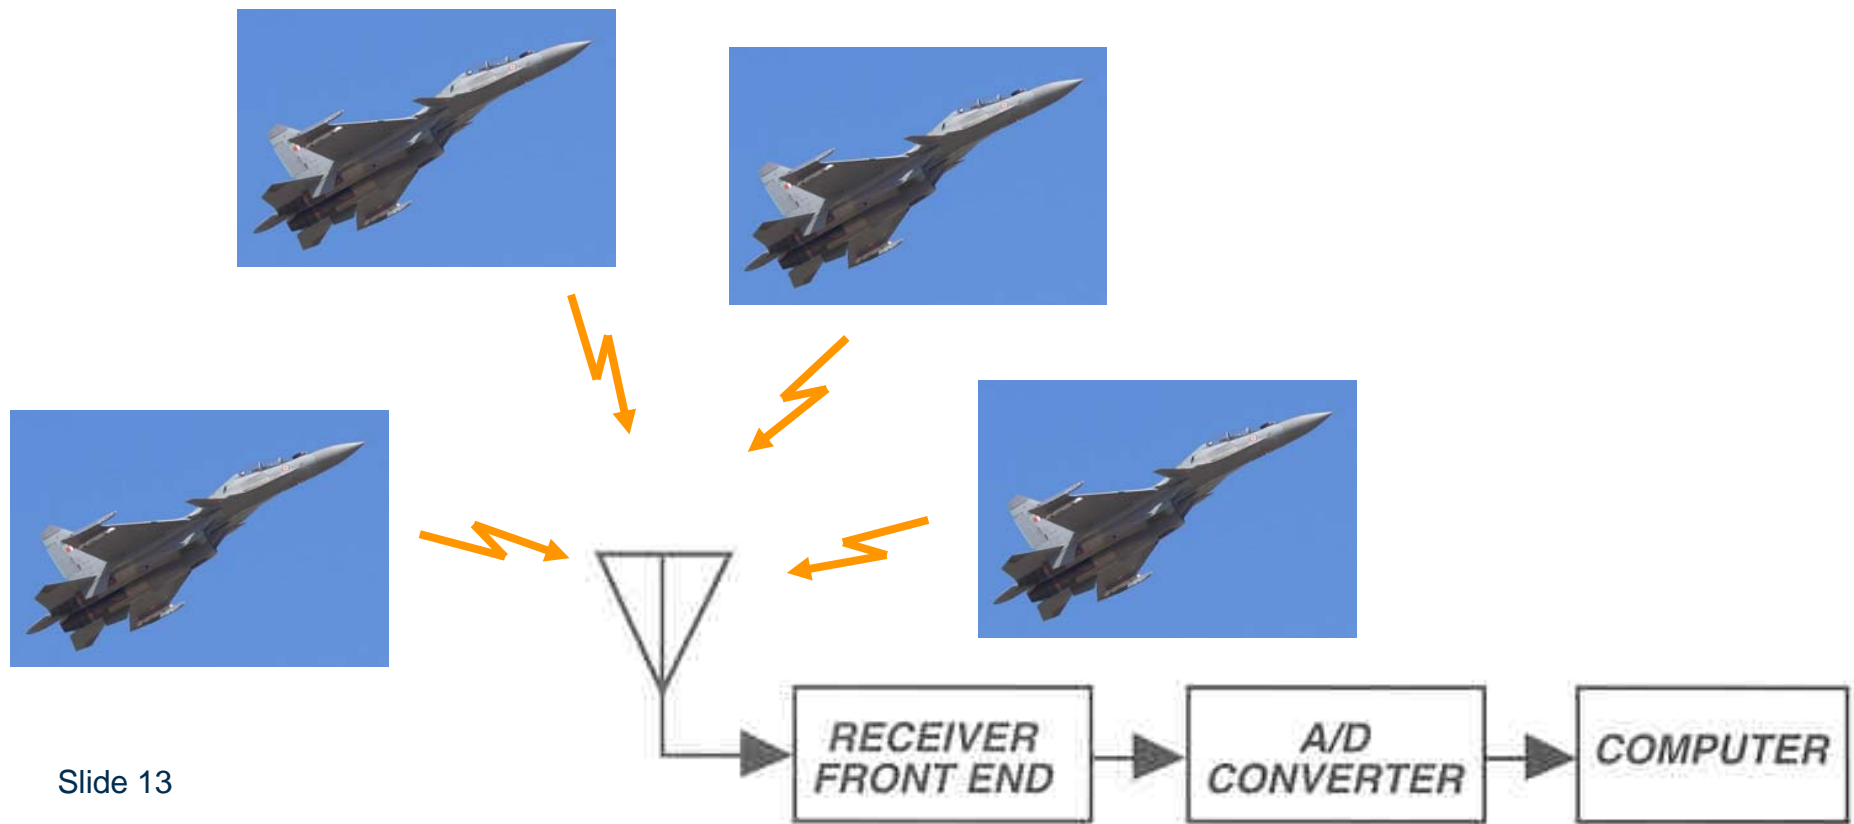 RECEIVER
FRONT END
A/D
CONVERTER
COMPUTER
Slide 13